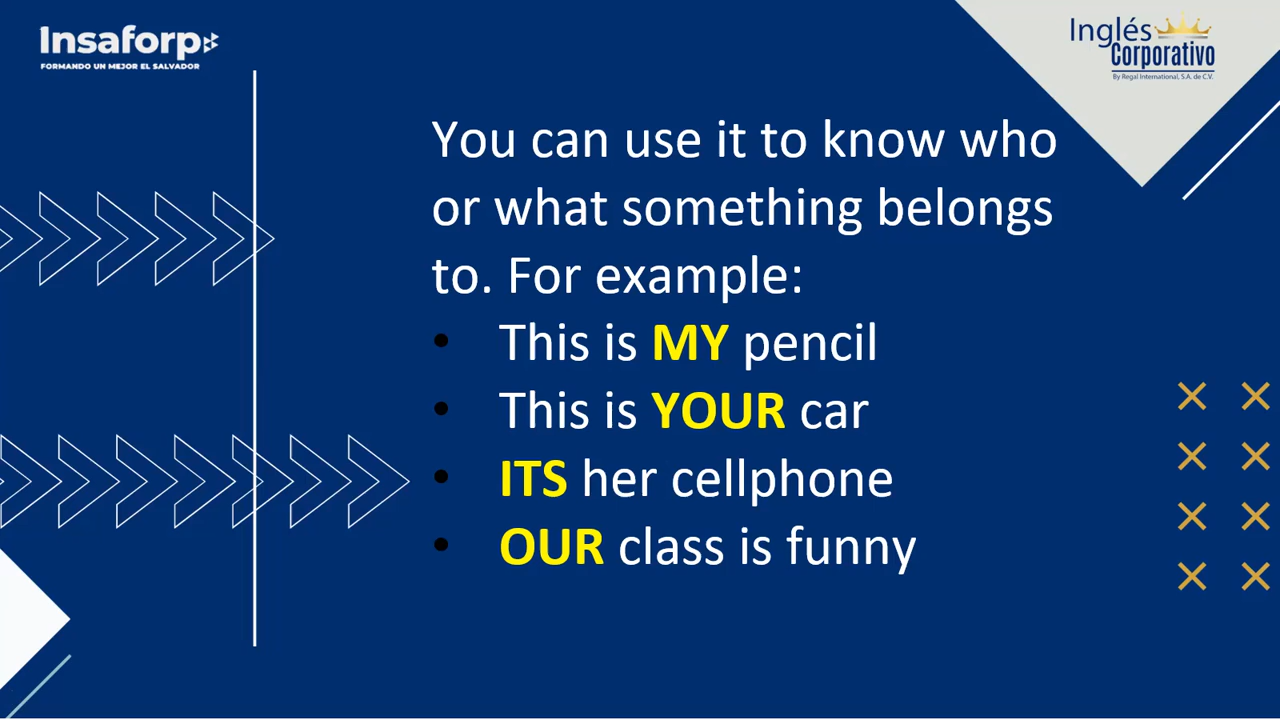 Insaforp
FORMANDO UN MEJOR EL SALVADOR
Inglés
Corporativo
By Regal International, S.A. de C.V.
You can use it to know who
or what something belongs
to. For example:
• This is MY pencil
• This is YOUR car
• ITS her cellphone
• OUR class is funny